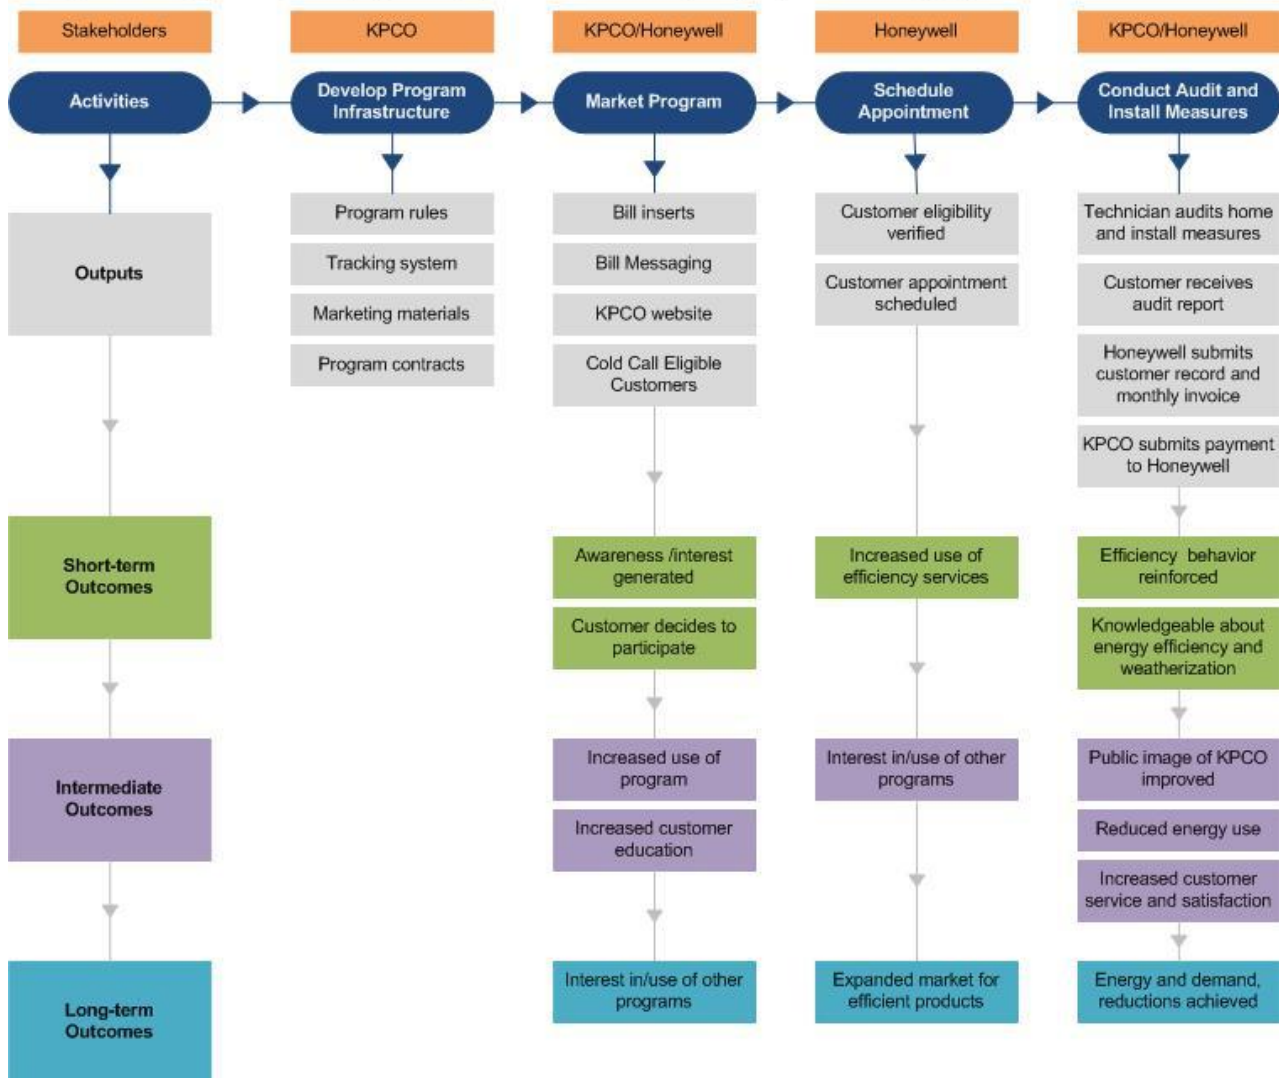 Stakeholders
KPCO
KPCO/Honeywell
Honeywell
KPCO/Honeywell
Activities
Develop Program
Infrastructure
Market Program
Schedule
Appointment
Conduct Audit and
Install Measures
Outputs
Program rules
Tracking system
Marketing materials
Program contracts
Bill inserts
Bill Messaging
KPCO website
Cold Call Eligible
Customers
Customer eligibility
verified
Customer appointment
scheduled
Technician audits home
and install measures
Customer receives
audit report
Honeywell submits
customer record and
monthly invoice
KPCO submits payment
to Honeywell
Short-term
Outcomes
Awareness /interest
generated
Customer decides to
participate
Increased use of
efficiency services
Efficiency behavior
reinforced
Knowledgeable about
energy efficiency and
weatherization
Intermediate
Outcomes
Increased use of
program
Increased customer
education
Interest in/use of other
programs
Public image of KPCO
improved
Reduced energy use
Increased customer
service and satisfaction
Long-term
Outcomes
Interest in/use of other
programs
Expanded market for
efficient products
Energy and demand,
reductions achieved